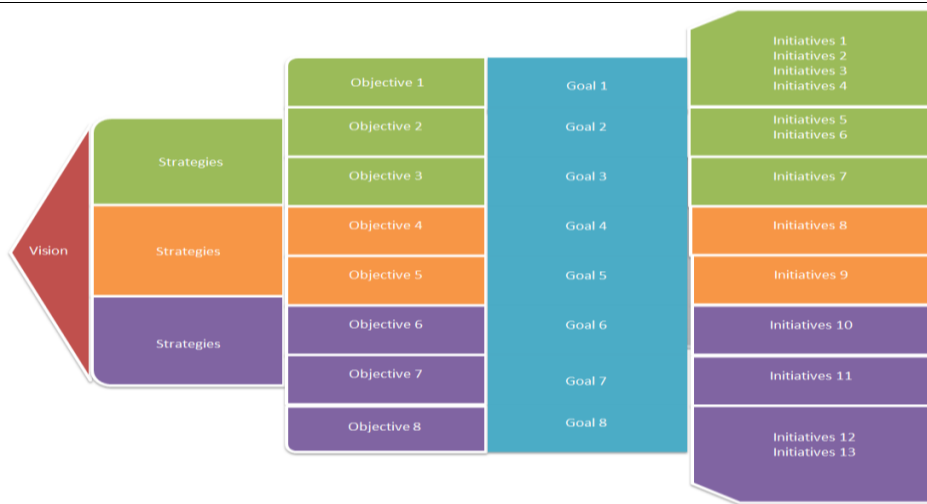 Vision
Strategies
Strategies
Strategies
Objective 1
Objective 2
Objective 3
Objective 4
Objective 5
Objective 6
Objective 7
Objective 8
Goal 1
Goal 2
Goal 3
Goal 4
Goal 5
Goal 6
Goal 7
Goal 8
Initiatives 1
Initiatives 2
Initiatives 3
Initiatives 4
Initiatives 5
Initiatives 6
Initiatives 7
Initiatives 8
Initiatives 9
Initiatives 10
Initiatives 11
Initiatives 12
Initiatives 13